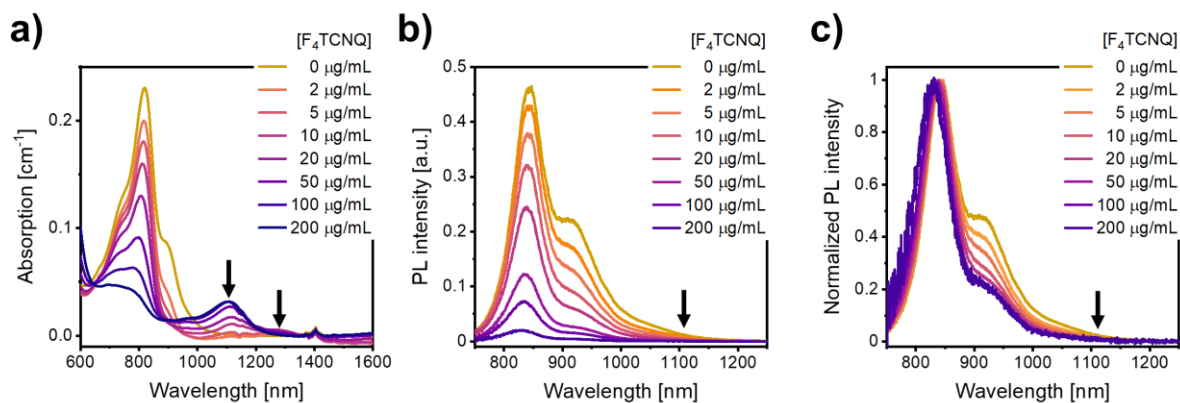 a)
[F4TCNQ]
0 μg/mL
2 μg/mL
5 μg/mL
10 μg/mL
20 μg/mL
50 μg/mL
100 μg/mL
200 μg/mL
0.2
0.1
0.0
Absorption [cm-1]
600 800 1000 1200 1400 1600
Wavelength [nm]
b)
[F4TCNQ]
0 μg/mL
2 μg/mL
5 μg/mL
10 μg/mL
20 μg/mL
50 μg/mL
100 μg/mL
200 μg/mL
0.5
0.4
0.3
0.2
0.1
0
PL intensity [a.u.]
800 900 1000 1100 1200
Wavelength [nm]
c)
[F4TCNQ]
0 μg/mL
2 μg/mL
5 μg/mL
10 μg/mL
20 μg/mL
50 μg/mL
100 μg/mL
200 μg/mL
1
0.8
0.6
0.4
0.2
0
Normalized PL intensity
800 900 1000 1100 1200
Wavelength [nm]